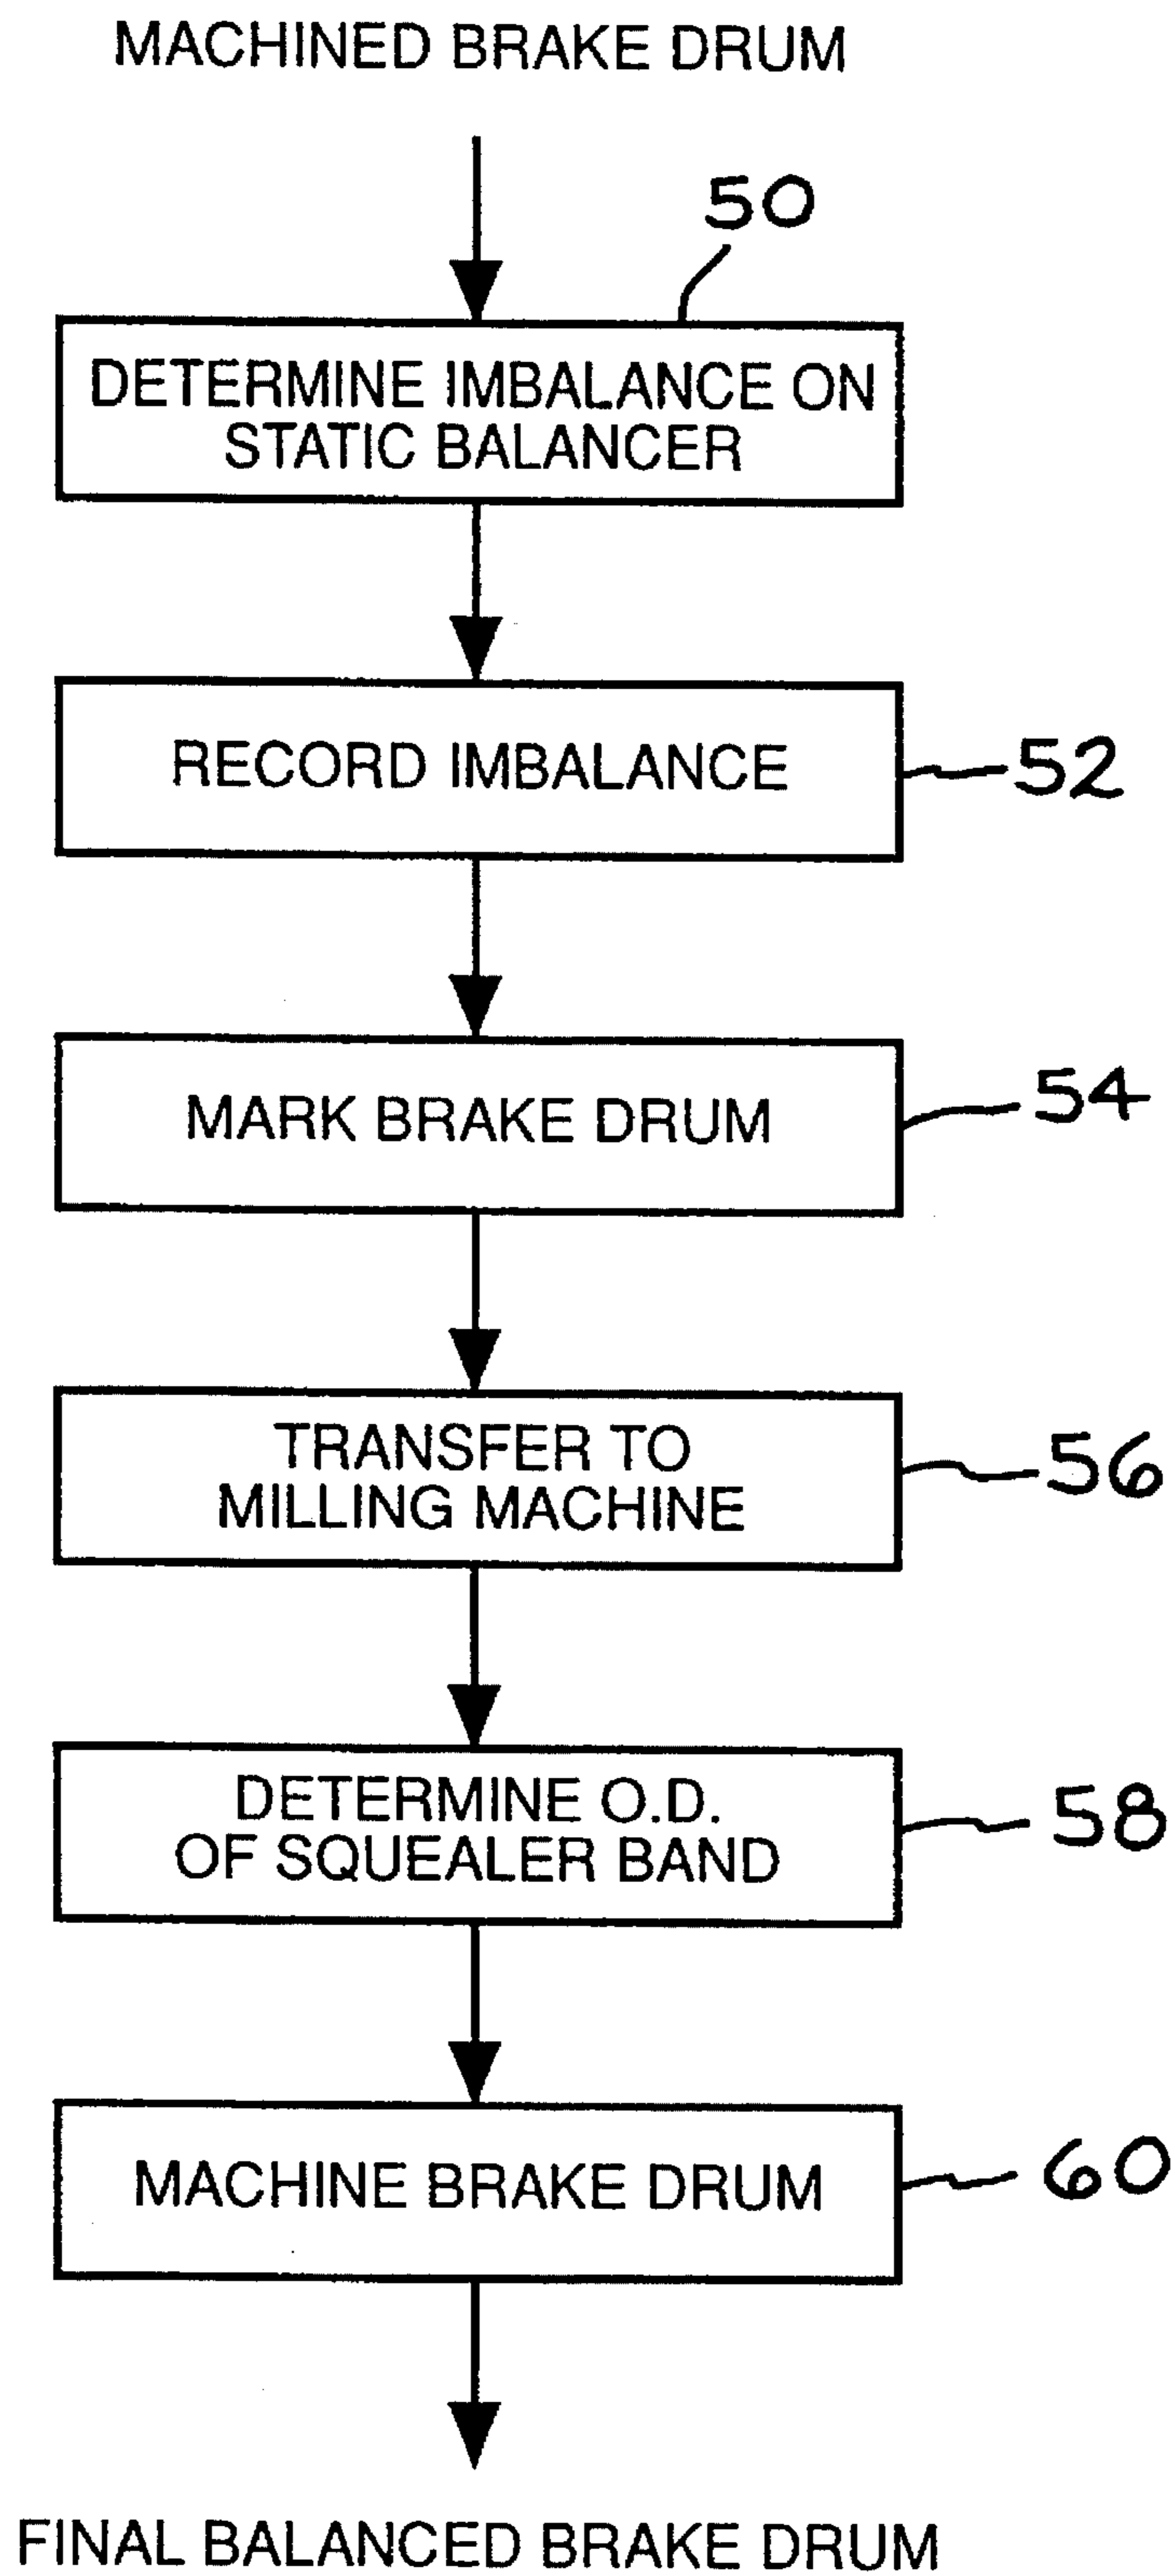 MACHINED BRAKE DRUM
50
DETERMINE IMBALANCE ON
STATIC BALANCER
RECORD IMBALANCE
52
MARK BRAKE DRUM
54
TRANSFER TO
MILLING MACHINE
56
DETERMINE O.D.
OF SQUEALER BAND
58
MACHINE BRAKE DRUM
60
FINAL BALANCED BRAKE DRUM